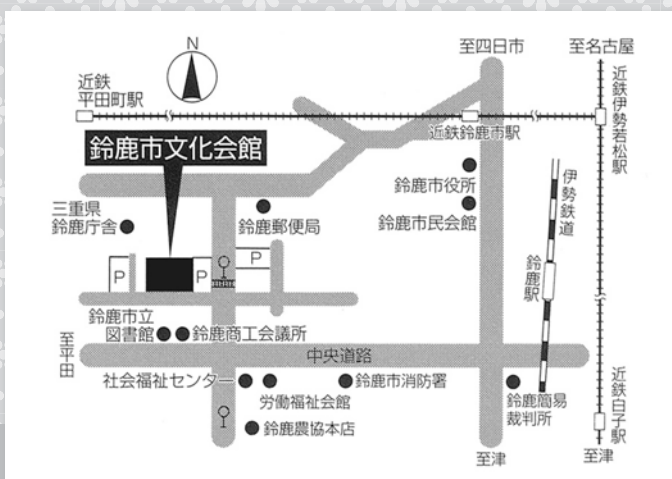 至四日市
至名古屋
N
近鉄
平田町駅
近鉄伊勢若松駅
近鉄鈴鹿市駅
鈴鹿市文化会館
鈴鹿市役所
伊勢鉄道
三重県
鈴鹿庁舎
鈴鹿郵便局
鈴鹿市民会館
P
P
P
鈴鹿駅
鈴鹿市立
図書館
鈴鹿商工会議所
至平田
中央道路
社会福祉センター
鈴鹿市消防署
労働福祉会館
鈴鹿簡易
裁判所
近鉄白子駅
鈴鹿農協本店
至津
至津